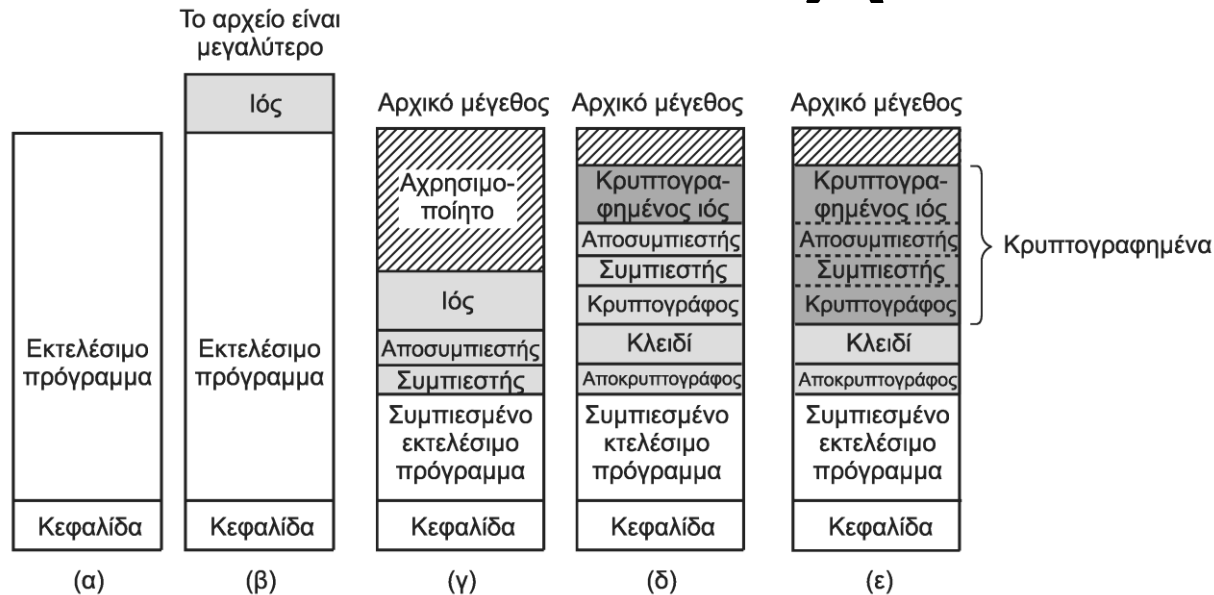 Το αρχείο είναι
μεγαλύτερο
Ιός
Εκτελέσιμο
πρόγραμμα
Κεφαλίδα
(α)
Εκτελέσιμο
πρόγραμμα
Κεφαλίδα
(β)
Αρχικό μέγεθος
Αχρησιμο-
ποίητο
Ιός
Αποσυμπιεστής
Συμπιεστής
Συμπιεσμένο
εκτελέσιμο
πρόγραμμα
Κεφαλίδα
(γ)
Αρχικό μέγεθος
Κρυπτογρα-
φημένος ιός
Αποσυμπιεστής
Συμπιεστής
Κρυπτογράφος
Κλειδί
Αποκρυπτογράφος
Συμπιεσμένο
κτελέσιμο
πρόγραμμα
Κεφαλίδα
(δ)
Αρχικό μέγεθος
Κρυπτογρα-
φημένος ιός
Αποσυμπιεστής
Συμπιεστής
Κρυπτογράφος
Κλειδί
Αποκρυπτογράφος
Συμπιεσμένο
εκτελέσιμο
πρόγραμμα
Κεφαλίδα
(ε)
Κρυπτογραφημένα